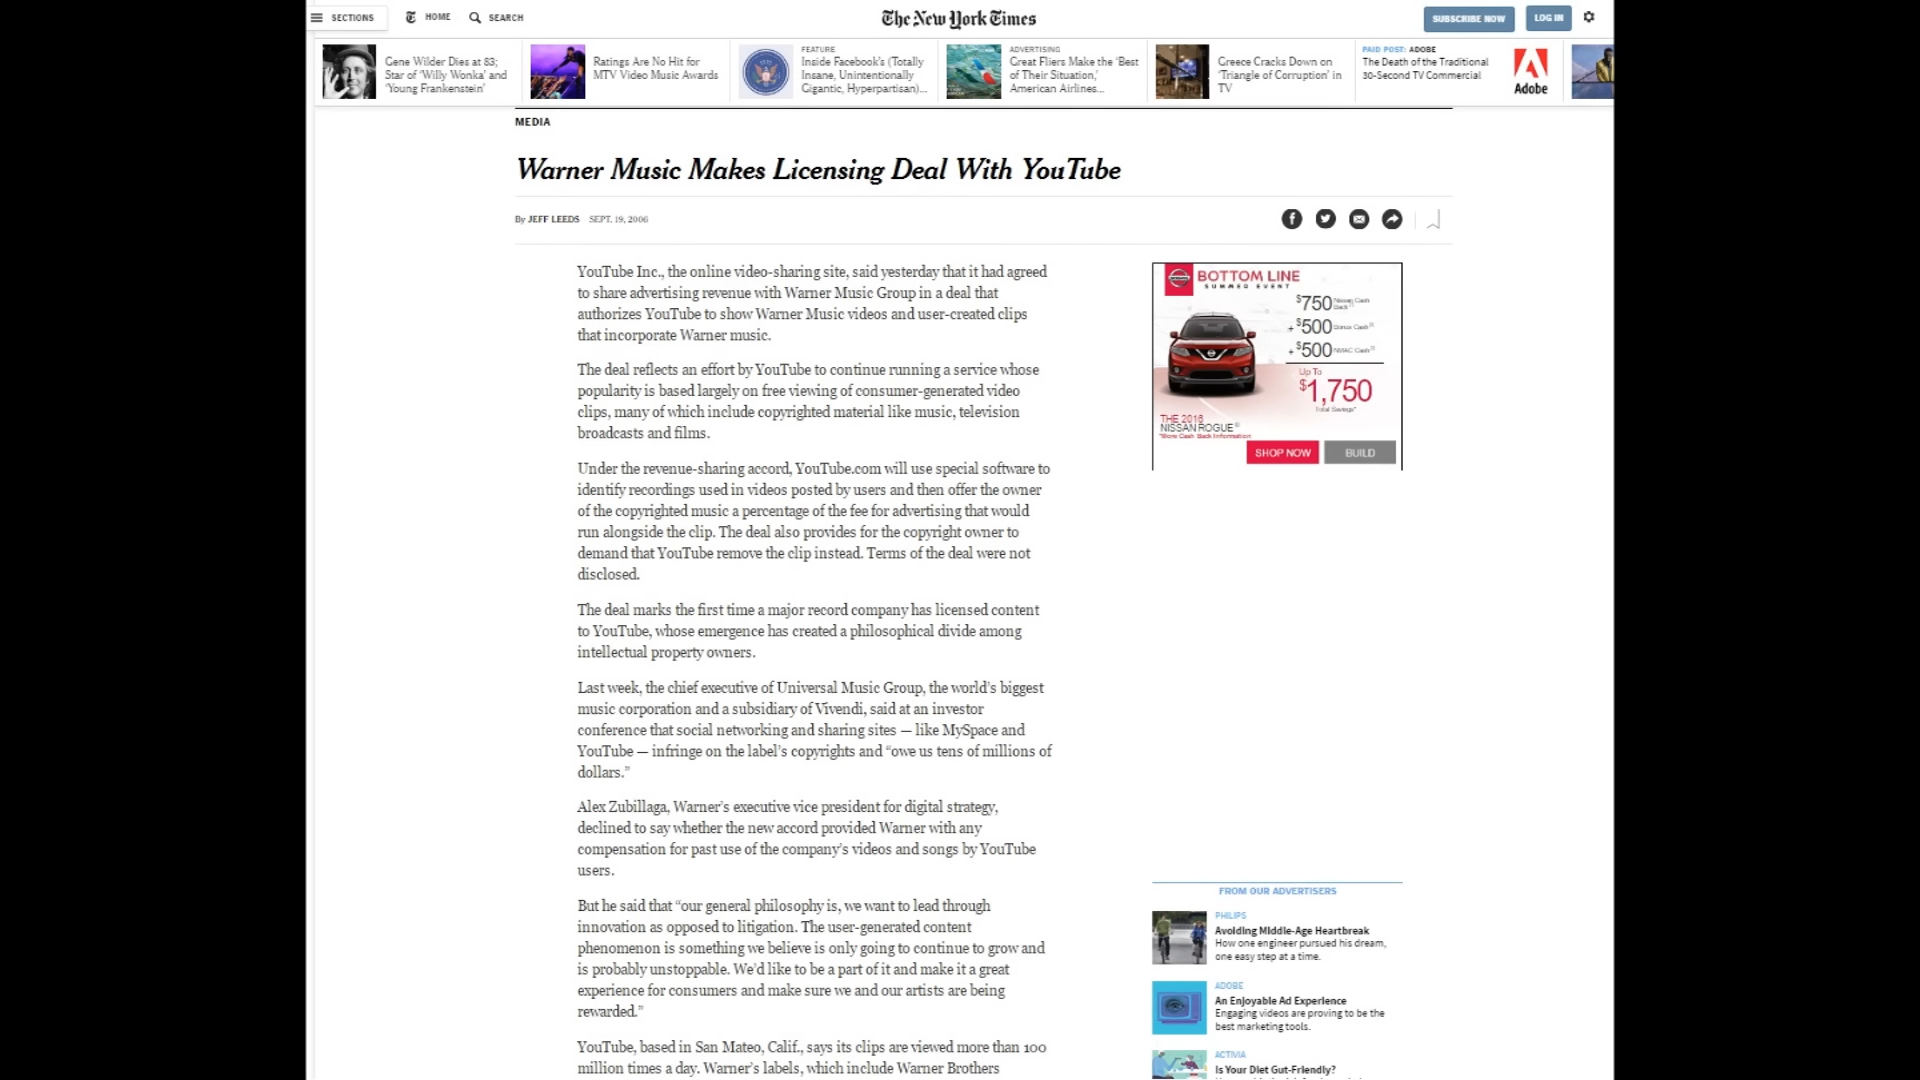 SECTIONS
HOME
SEARCH
The New York Times
SUBSCRIBE NOW
LOG IN
Gene Wilder Dies at 83;
Star of ‘Willy Wonka’ and
‘Young Frankenstein’
Ratings Are No Hit for
MTV Video Music Awards
FEATURE
Inside Facebook’s (Totally
Insane, Unintentionally
Gigantic, Hyperpartisan)...
ADVERTISING
Great Fliers Make the ‘Best
of Their Situation,’
American Airlines...
Greece Cracks Down on
‘Triangle of Corruption’ in
TV
PAID POST: ADOBE
The Death of the Traditional
30-Second TV Commercial
Adobe
MEDIA
Warner Music Makes Licensing Deal With YouTube
By JEFF LEEDS SEPT. 19, 2006
YouTube Inc., the online video-sharing site, said yesterday that it had agreed
to share advertising revenue with Warner Music Group in a deal that
authorizes YouTube to show Warner Music videos and user-created clips
that incorporate Warner music.
The deal reflects an effort by YouTube to continue running a service whose
popularity is based largely on free viewing of consumer-generated video
clips, many of which include copyrighted material like music, television
broadcasts and films.
Under the revenue-sharing accord, YouTube.com will use special software to
identify recordings used in videos posted by users and then offer the owner
of the copyrighted music a percentage of the fee for advertising that would
run alongside the clip. The deal also provides for the copyright owner to
demand that YouTube remove the clip instead. Terms of the deal were not
disclosed.
The deal marks the first time a major record company has licensed content
to YouTube, whose emergence has created a philosophical divide among
intellectual property owners.
Last week, the chief executive of Universal Music Group, the world’s biggest
music corporation and a subsidiary of Vivendi, said at an investor
conference that social networking and sharing sites — like MySpace and
YouTube — infringe on the label’s copyrights and “owe us tens of millions of
dollars.”
Alex Zubillaga, Warner’s executive vice president for digital strategy,
declined to say whether the new accord provided Warner with any
compensation for past use of the company’s videos and songs by YouTube
users.
But he said that “our general philosophy is, we want to lead through
innovation as opposed to litigation. The user-generated content
phenomenon is something we believe is only going to continue to grow and
is probably unstoppable. We’d like to be a part of it and make it a great
experience for consumers and make sure we and our artists are being
rewarded.”
YouTube, based in San Mateo, Calif., says its clips are viewed more than 100
million times a day. Warner’s labels, which include Warner Brothers
BOTTOM LINE
SUMMER EVENT
$750 Nissan Cash Back
+ $500 Bonus Cash
+ $500 NMAC Cash
Up To
$1,750
Total Savings*
THE 2016
NISSAN ROGUE®
*More Cash Back Information
SHOP NOW
BUILD
FROM OUR ADVERTISERS
PHILIPS
Avoiding Middle-Age Heartbreak
How one engineer pursued his dream,
one easy step at a time.
ADOBE
An Enjoyable Ad Experience
Engaging videos are proving to be the
best marketing tools.
ACTIVIA
Is Your Diet Gut-Friendly?